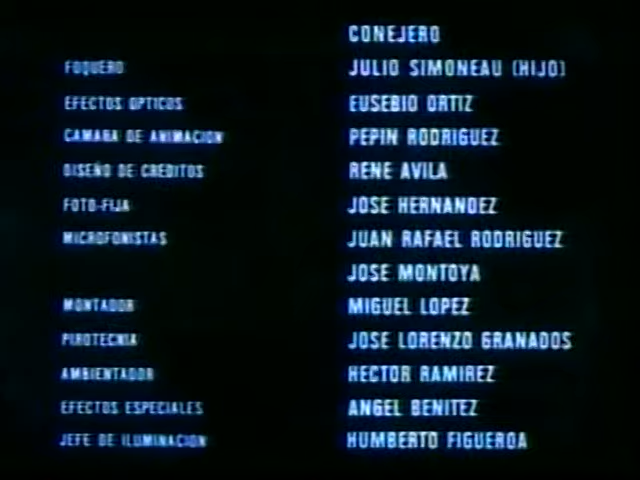 CONEJERO
FOQUERO JULIO SIMONEAU (HIJO)
EFECTOS OPTICOS EUSEBIO ORTIZ
CAMARA DE ANIMACION PEPIN RODRIGUEZ
DISEÑO DE CREDITOS RENE AVILA
FOTO-FIJA JOSE HERNANDEZ
MICROFONISTAS JUAN RAFAEL RODRIGUEZ
JOSE MONTOYA
MONTADOR MIGUEL LOPEZ
PIROTECNIA JOSE LORENZO GRANADOS
AMBIENTADOR HECTOR RAMIREZ
EFECTOS ESPECIALES ANGEL BENITEZ
JEFE DE ILUMINACION HUMBERTO FIGUEROA